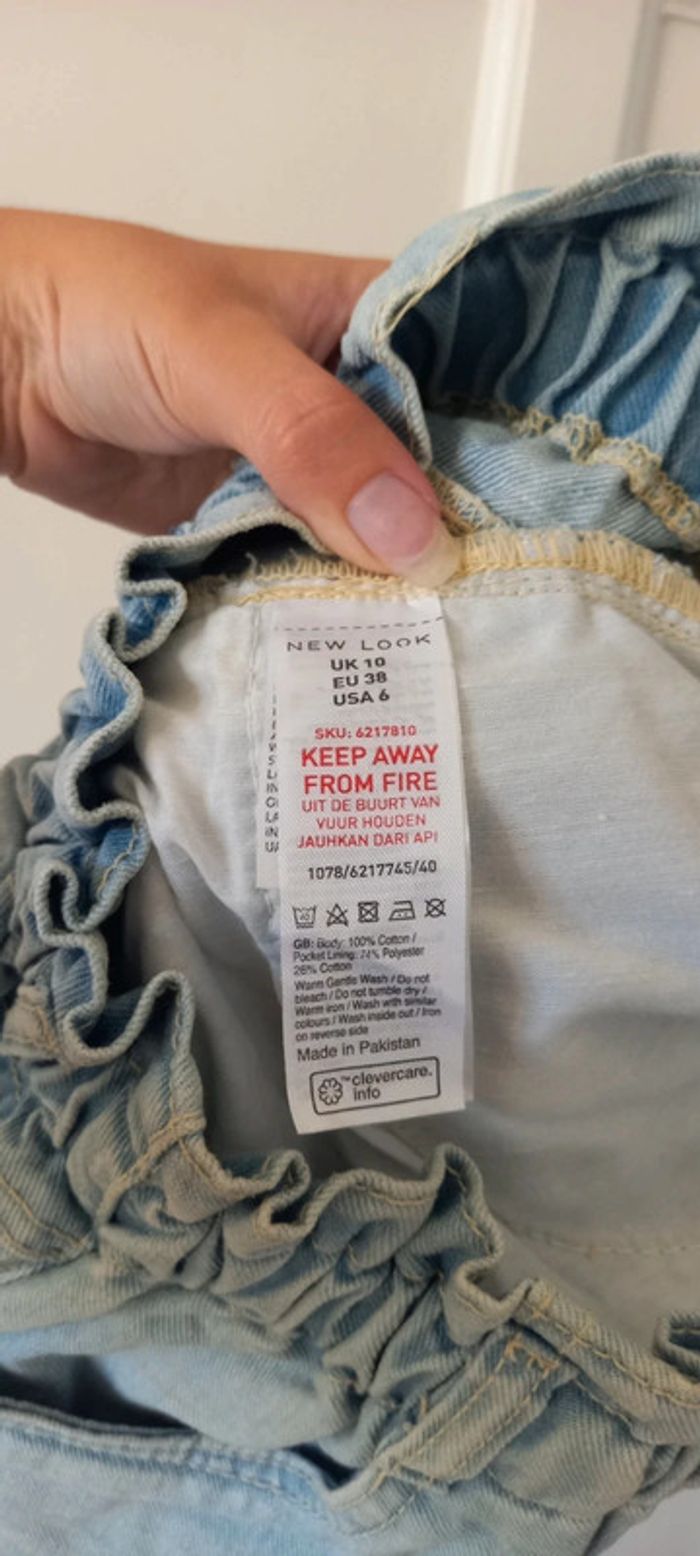 NEW LOOK
UK 10
EU 38
USA 6
SKU: 6217810
KEEP AWAY
FROM FIRE
UIT DE BUURT VAN
VUUR HOUDEN
JAUHKAN DARI API
1078/6217745/40
40
GB: Body: 100% Cotton /
Pocket Lining: 74% Polyester
26% Cotton
Warm Gentle Wash / Do not
bleach / Do not tumble dry /
Warm iron / Wash with similar
colours / Wash inside out / Iron
on reverse side
Made in Pakistan
™clevercare.
info